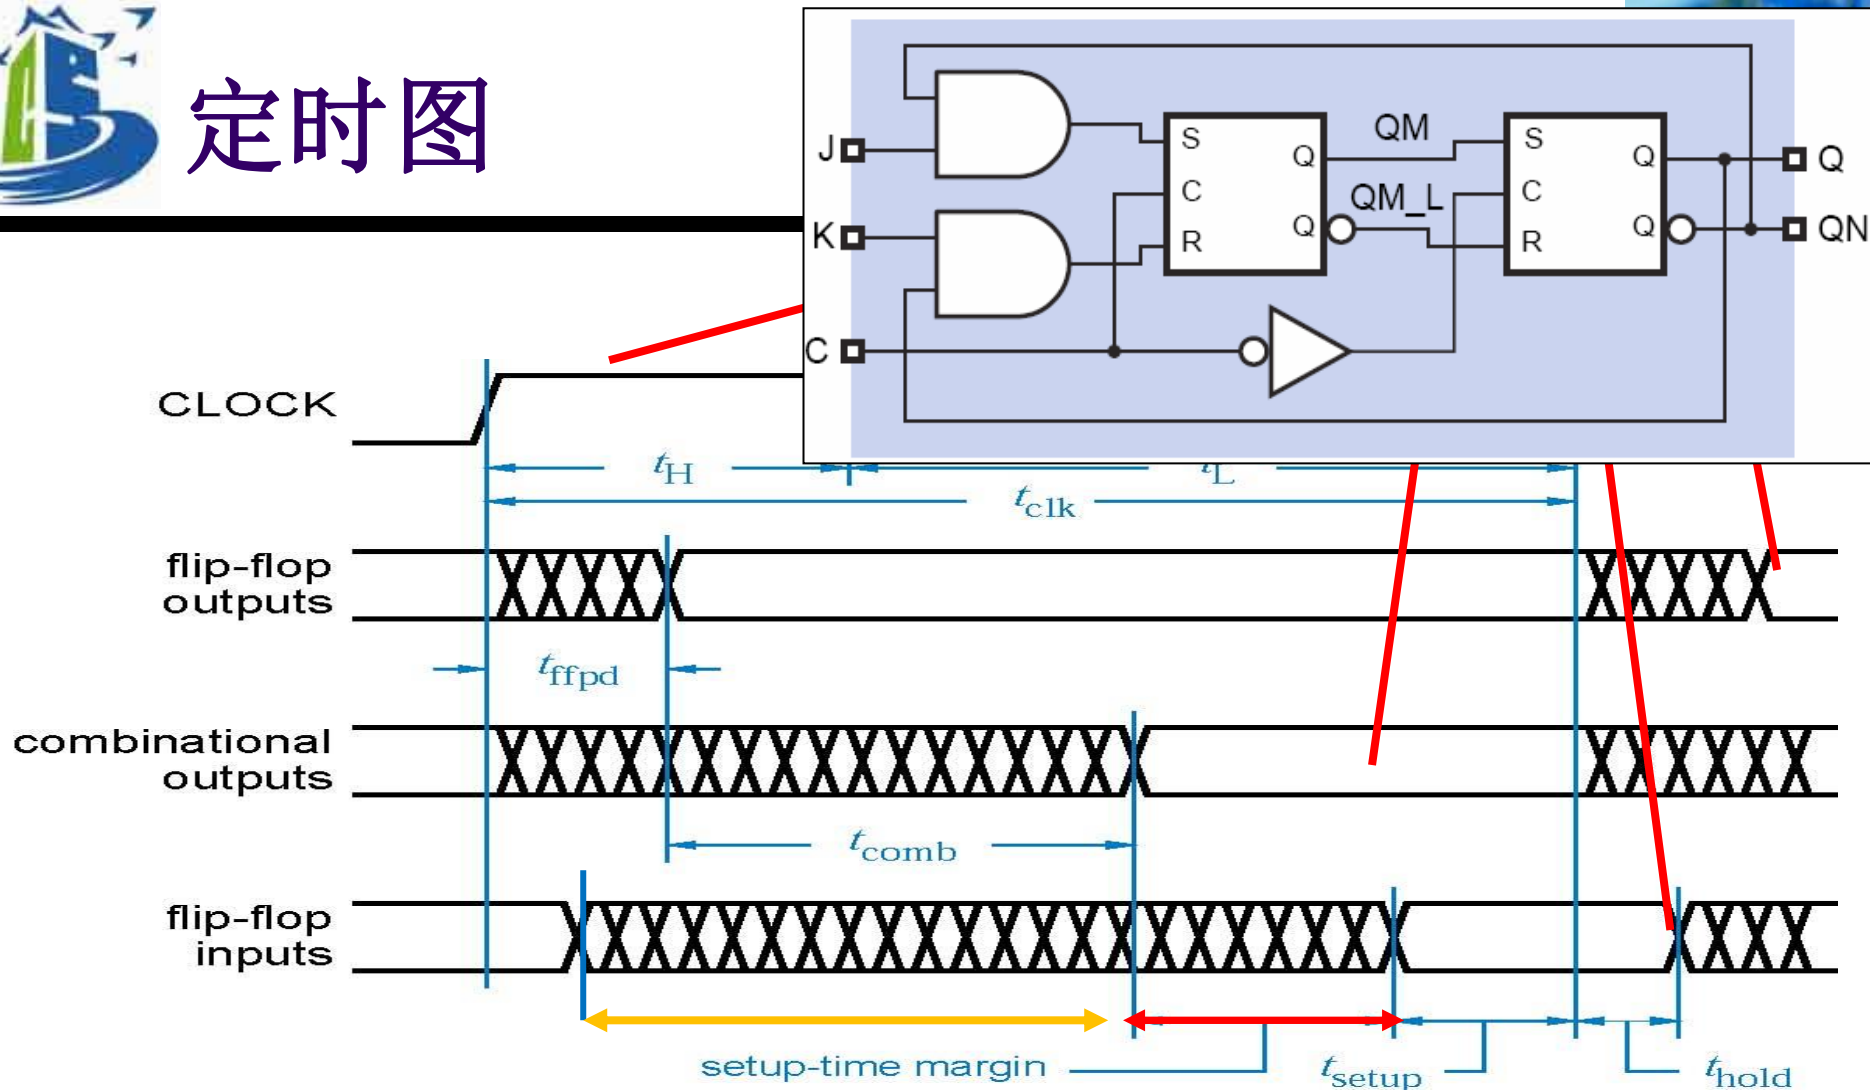 定时图
J
K
C
S
C
R
Q
Q
QM
QM_L
S
C
R
Q
Q
Q
QN
CLOCK
tH
tL
tclk
flip-flop
outputs
tffpd
combinational
outputs
tcomb
flip-flop
inputs
setup-time margin
tsetup
thold